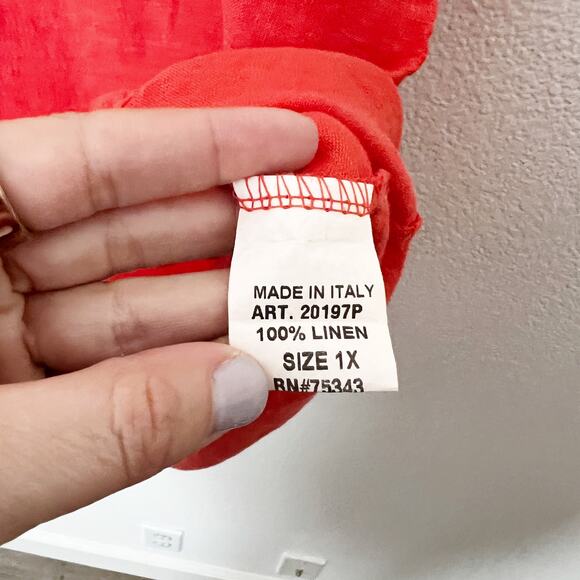 MADE IN ITALY
ART. 20197P
100% LINEN
SIZE 1X
RN#75343